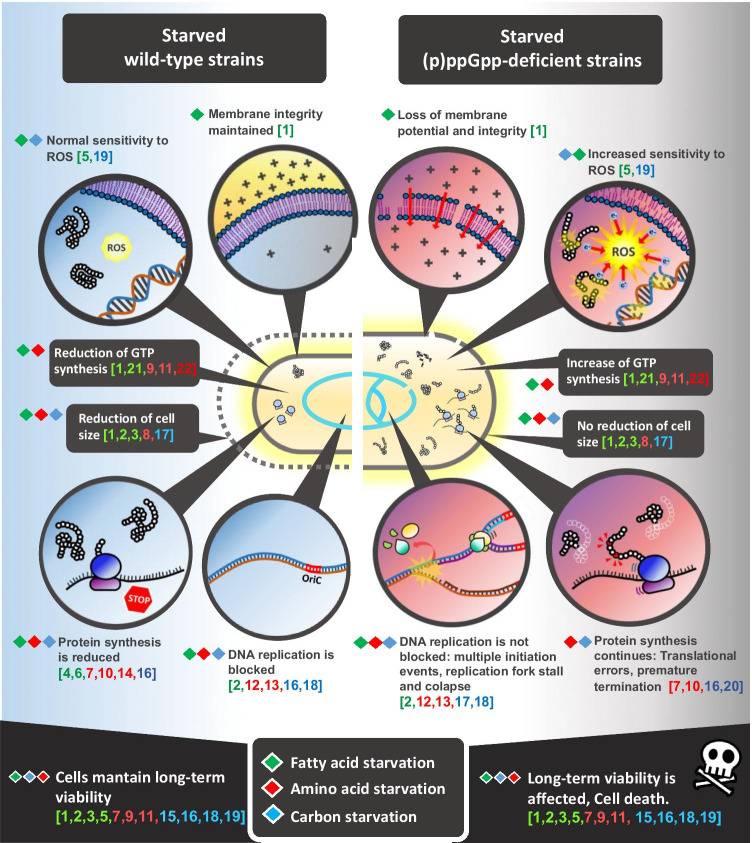 Starved
wild-type strains
Starved
(p)ppGpp-deficient strains
Membrane integrity
maintained [1]
Loss of membrane
potential and integrity [1]
Normal sensitivity to
ROS [5,19]
Increased sensitivity to
ROS [5,19]
ROS
ROS
Reduction of GTP
synthesis [1,21,9,11,22]
Increase of GTP
synthesis [1,21,9,11,22]
Reduction of cell
size [1,2,3,8,17]
No reduction of cell
size [1,2,3,8,17]
OriC
STOP
Protein synthesis
is reduced
[4,6,7,10,14,16]
DNA replication is
blocked
[2,12,13,16,18]
DNA replication is not
blocked: multiple initiation
events, replication fork stall
and colapse
[2,12,13,17,18]
Protein synthesis
continues: Translational
errors, premature
termination [7,10,16,20]
Cells mantain long-term
viability
[1,2,3,5,7,9,11,15,16,18,19]
Fatty acid starvation
Amino acid starvation
Carbon starvation
Long-term viability is
affected, Cell death.
[1,2,3,5,7,9,11, 15,16,18,19]